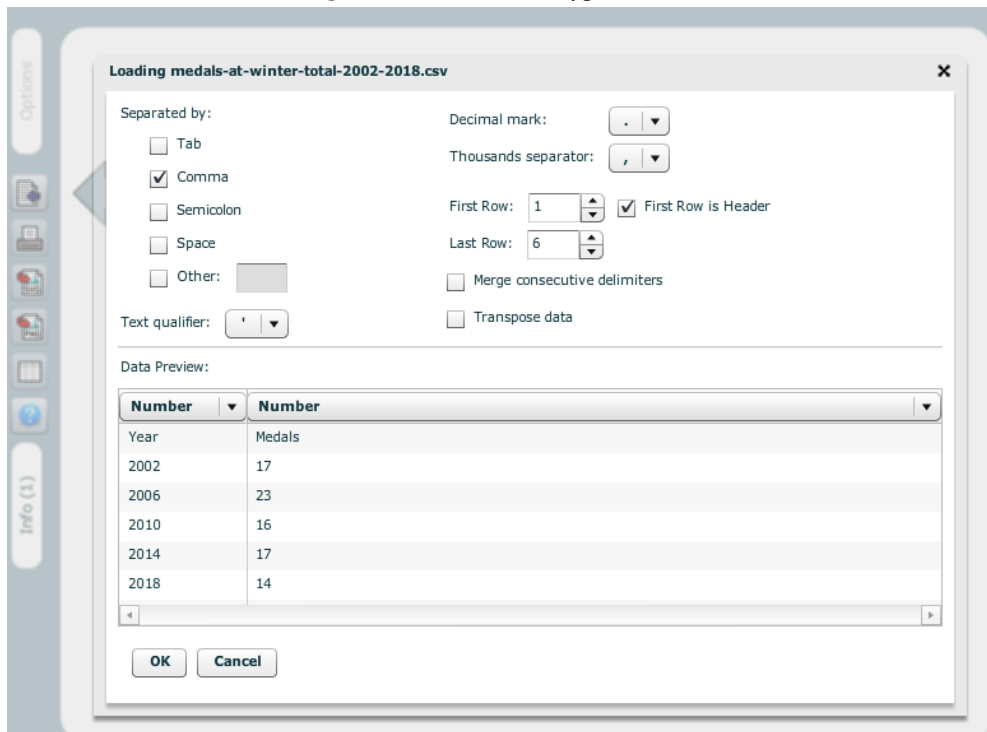 Options
Info (1)
Loading medals-at-winter-total-2002-2018.csv
Separated by:
Tab
Comma
Semicolon
Space
Other:
Text qualifier: '
Decimal mark: .
Thousands separator: ,
First Row: 1 First Row is Header
Last Row: 6
Merge consecutive delimiters
Transpose data
Data Preview:
Number Number
Year Medals
2002 17
2006 23
2010 16
2014 17
2018 14
OK Cancel